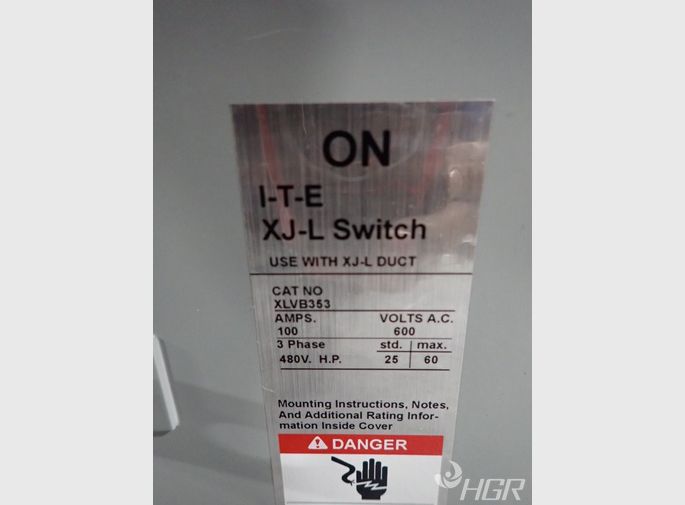 ON
I-T-E
XJ-L Switch
USE WITH XJ-L DUCT
CAT NO
XLVB353
AMPS. VOLTS A.C.
100 600
3 Phase std. max.
480V. H.P. 25 60
Mounting Instructions, Notes,
And Additional Rating Infor-
mation Inside Cover
DANGER
HGR